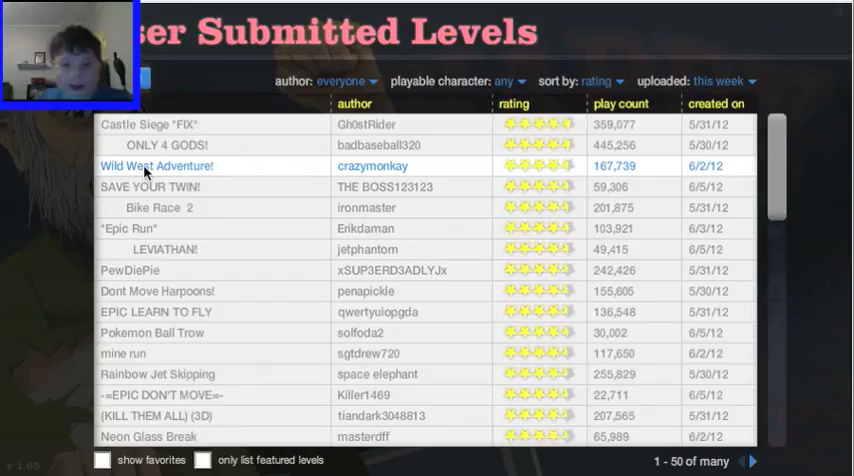 ser Submitted Levels
author: everyone playable character: any sort by: rating uploaded: this week
author rating play count created on
Castle Siege *FIX* Gh0stRider 359,077 5/31/12
ONLY 4 GODS! badbaseball320 445,256 5/30/12
Wild West Adventure! crazymonkay 167,739 6/2/12
SAVE YOUR TWIN! THE BOSS123123 59,306 6/5/12
Bike Race 2 ironmaster 201,875 5/31/12
*Epic Run* Erikdaman 103,921 6/3/12
LEVIATHAN! jetphantom 49,415 6/5/12
PewDiePie xSUP3ERD3ADLYJx 242,426 5/31/12
Dont Move Harpoons! penapickle 155,605 5/30/12
EPIC LEARN TO FLY qwertyuiopgda 136,548 5/31/12
Pokemon Ball Trow solfoda2 30,002 6/5/12
mine run sgtdrew720 117,650 6/2/12
Rainbow Jet Skipping space elephant 255,829 5/30/12
-=EPIC DON'T MOVE=- Killer1469 22,711 6/5/12
(KILL THEM ALL) (3D) tiandark3048813 207,565 5/31/12
Neon Glass Break masterdff 65,989 6/2/12
show favorites only list featured levels 1 - 50 of many
v 1.65